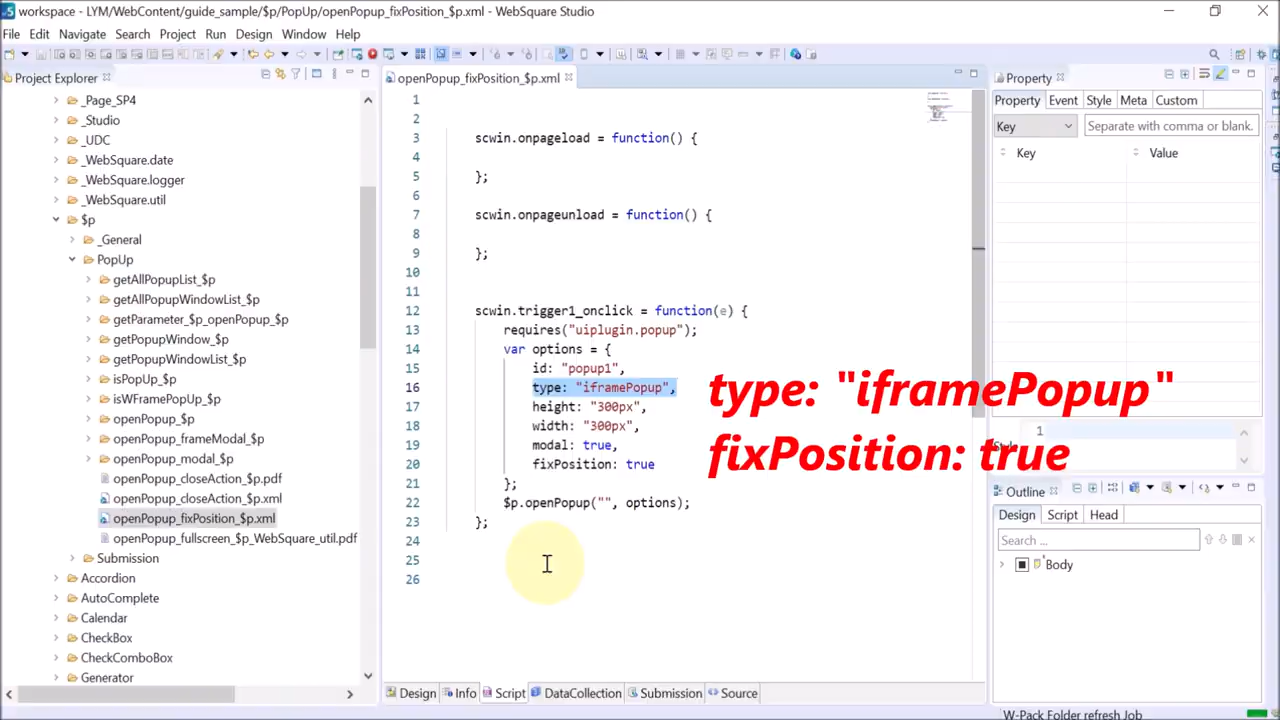 workspace - LYM/WebContent/guide_sample/$p/PopUp/openPopup_fixPosition_$p.xml - WebSquare Studio
File Edit Navigate Search Project Run Design Window Help
Project Explorer
_Page_SP4
_Studio
_UDC
_WebSquare.date
_WebSquare.logger
_WebSquare.util
$p
_General
PopUp
getAllPopupList_$p
getAllPopupWindowList_$p
getParameter_$p_openPopup_$p
getPopupWindow_$p
getPopupWindowList_$p
isPopUp_$p
isWFramePopUp_$p
openPopup_$p
openPopup_frameModal_$p
openPopup_modal_$p
openPopup_closeAction_$p.pdf
openPopup_closeAction_$p.xml
openPopup_fixPosition_$p.xml
openPopup_fullscreen_$p_WebSquare_util.pdf
Submission
Accordion
AutoComplete
Calendar
CheckBox
CheckComboBox
Generator
openPopup_fixPosition_$p.xml
1
2
3 scwin.onpageload = function() {
4
5 };
6
7 scwin.onpageunload = function() {
8
9 };
10
11
12 scwin.trigger1_onclick = function(e) {
13 requires("uiplugin.popup");
14 var options = {
15 id: "popup1",
16 type: "iframePopup",
17 height: "300px",
18 width: "300px",
19 modal: true,
20 fixPosition: true
21 };
22 $p.openPopup("", options);
23 };
24
25
26
type: "iframePopup"
fixPosition: true
Design Info Script DataCollection Submission Source
Property
Property Event Style Meta Custom
Key Separate with comma or blank.
Key Value
1
Outline
Design Script Head
Search ...
Body
W-Pack Folder refresh Job